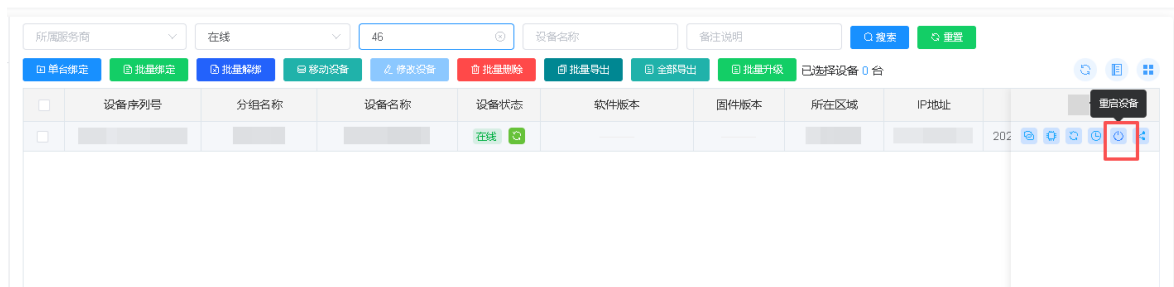 所属服务商 在线 46 设备名称 备注说明 搜索 重置
单台绑定 批量绑定 批量解绑 移动设备 修改设备 批量删除 批量导出 全部导出 批量升级 已选择设备 0 台
设备序列号 分组名称 设备名称 设备状态 软件版本 固件版本 所在区域 IP地址 重启设备
在线 202